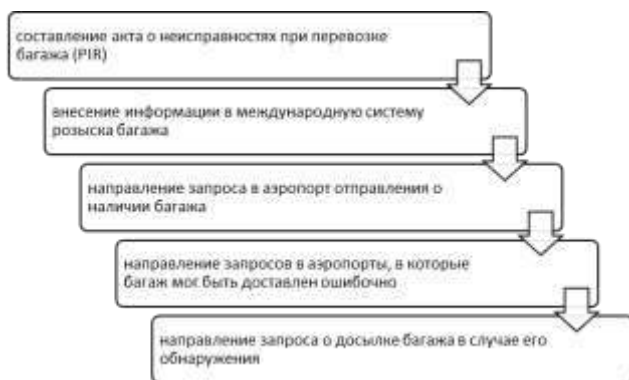 составление акта о неисправностях при перевозке
багажа (PIR)
внесение информации в международную систему
розыска багажа
направление запроса в аэропорт отправления о
наличии багажа
направление запросов в аэропорты, в которые
багаж мог быть доставлен ошибочно
направление запроса о досылке багажа в случае его
обнаружения